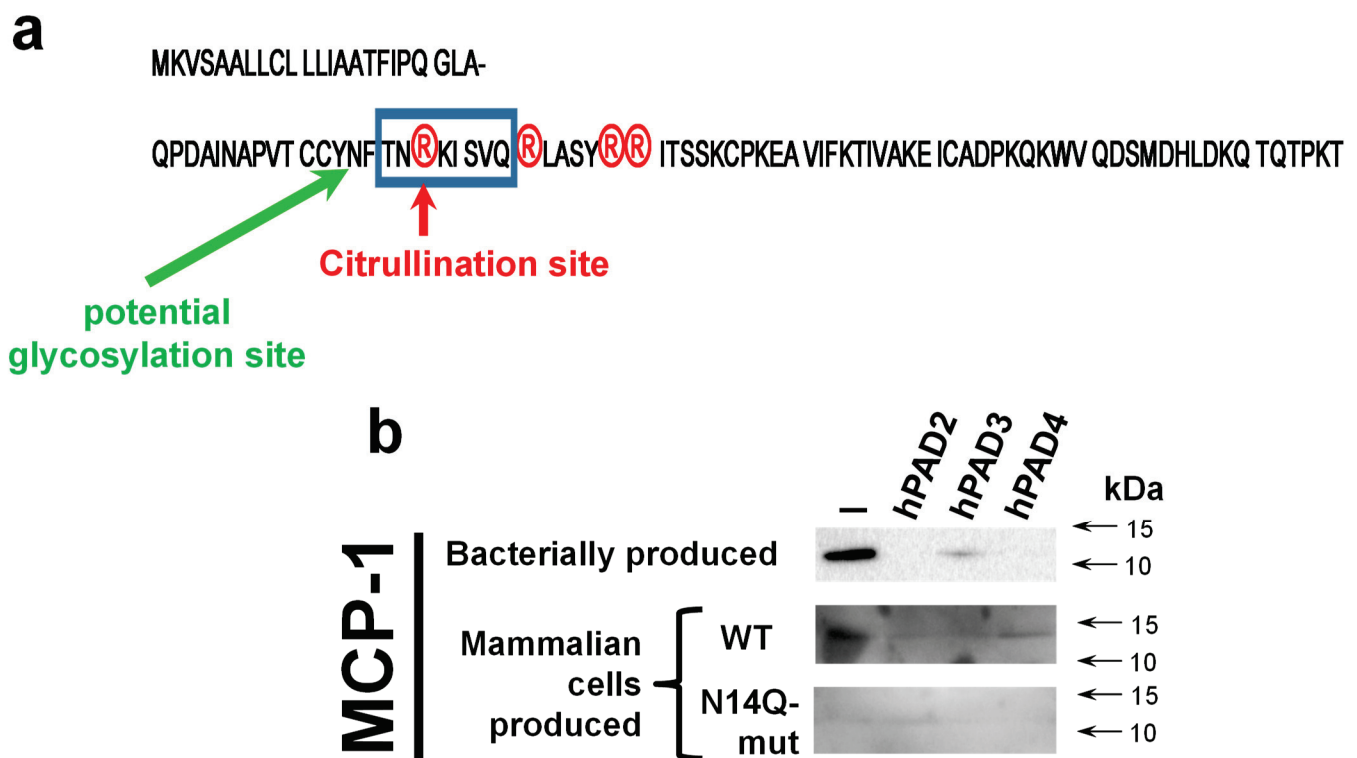 a
MKVSAALLCL LLIAATFIPQ GLA-
QPDAINAPVT CCYNFTNRKI SVQRLASYRR ITSSKCPKEA VIFKTIVAKE ICADPKQKWV QDSMDHLDKQ TQTPKT
Citrullination site
potential
glycosylation site
b
– hPAD2 hPAD3 hPAD4
kDa
MCP-1
Bacterially produced
15
10
Mammalian
cells
produced
WT
15
10
N14Q-
mut
15
10